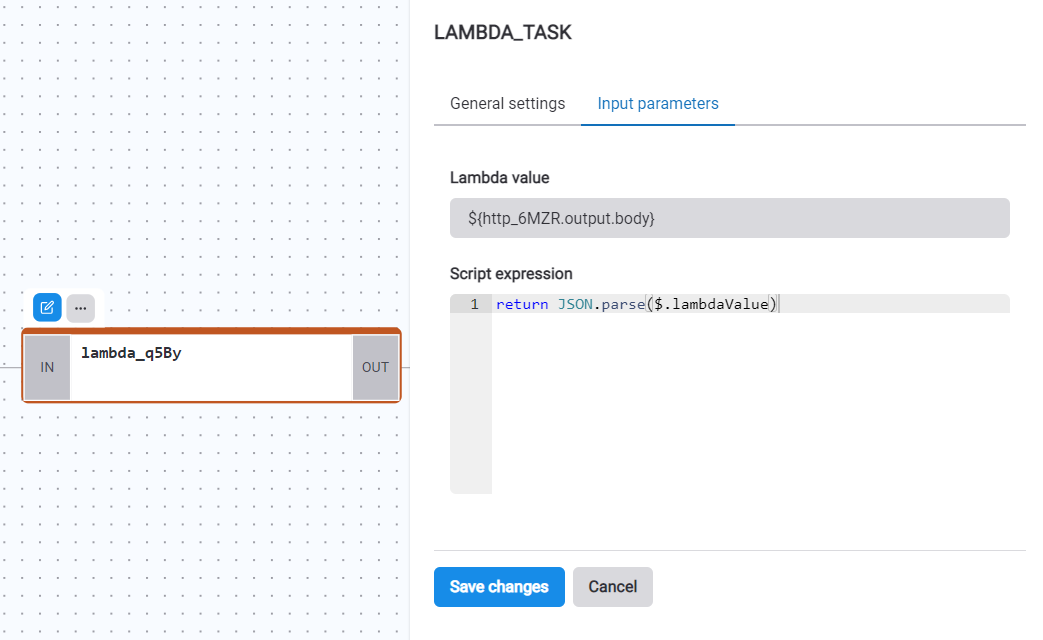 LAMBDA_TASK
General settings Input parameters
Lambda value
${http_6MZR.output.body}
Script expression
1 return JSON.parse($.lambdaValue)
...
IN lambda_q5By OUT
Save changes Cancel